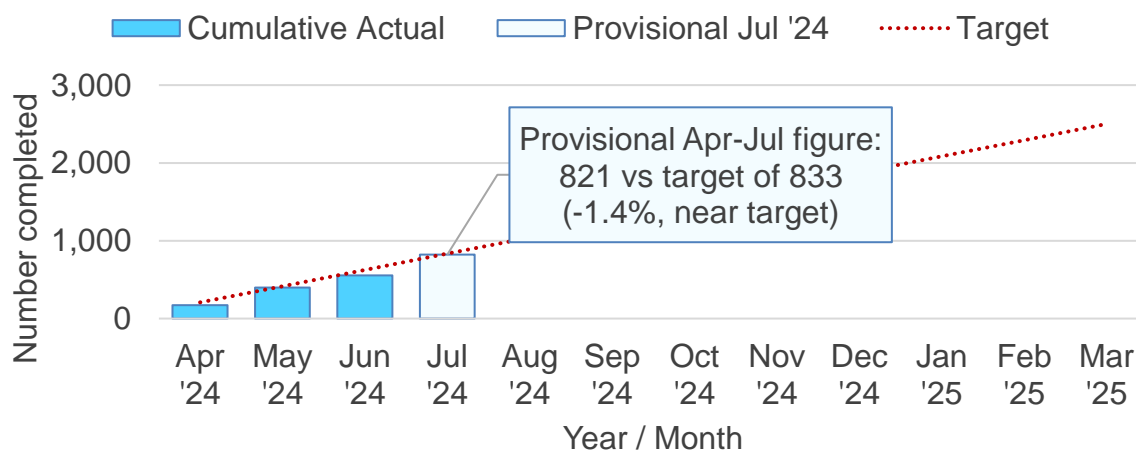 Cumulative Actual Provisional Jul '24 Target
Number completed
3,000
2,000
1,000
0
Provisional Apr-Jul figure:
821 vs target of 833
(-1.4%, near target)
Apr May Jun Jul Aug Sep Oct Nov Dec Jan Feb Mar
'24 '24 '24 '24 '24 '24 '24 '24 '24 '25 '25 '25
Year / Month